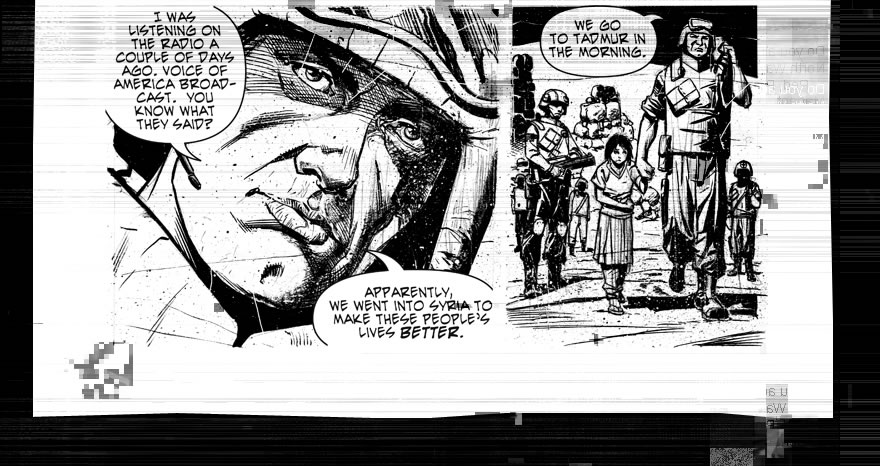 I WAS
LISTENING ON
THE RADIO A
COUPLE OF DAYS
AGO. VOICE OF
AMERICA BROAD-
CAST. YOU
KNOW WHAT
THEY SAID?
APPARENTLY,
WE WENT INTO SYRIA TO
MAKE THESE PEOPLE'S
LIVES BETTER.
WE GO
TO TADMUR IN
THE MORNING.